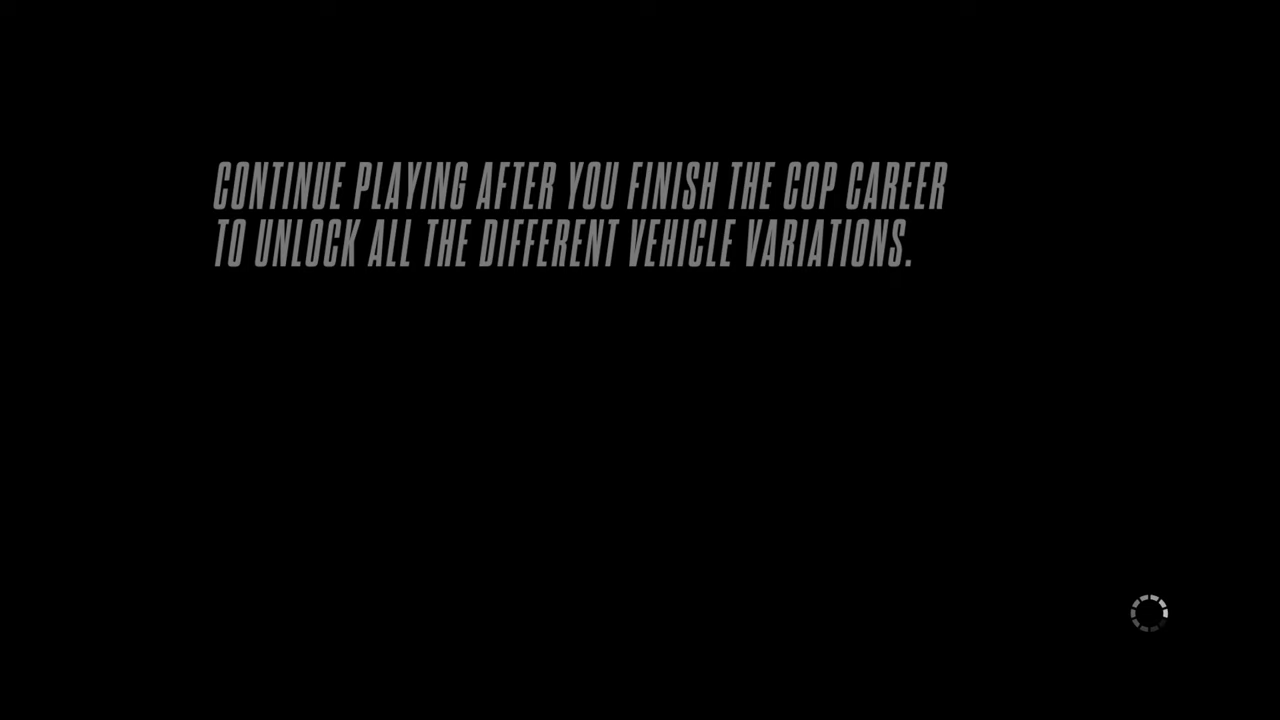 CONTINUE PLAYING AFTER YOU FINISH THE COP CAREER
TO UNLOCK ALL THE DIFFERENT VEHICLE VARIATIONS.